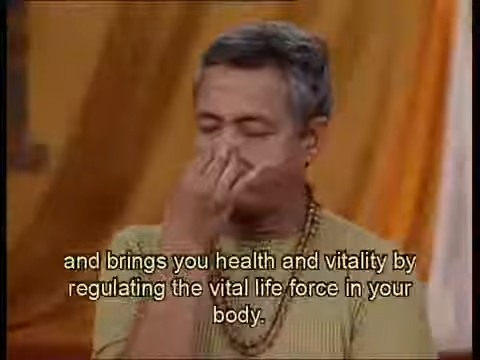 and brings you health and vitality by
regulating the vital life force in your
body.